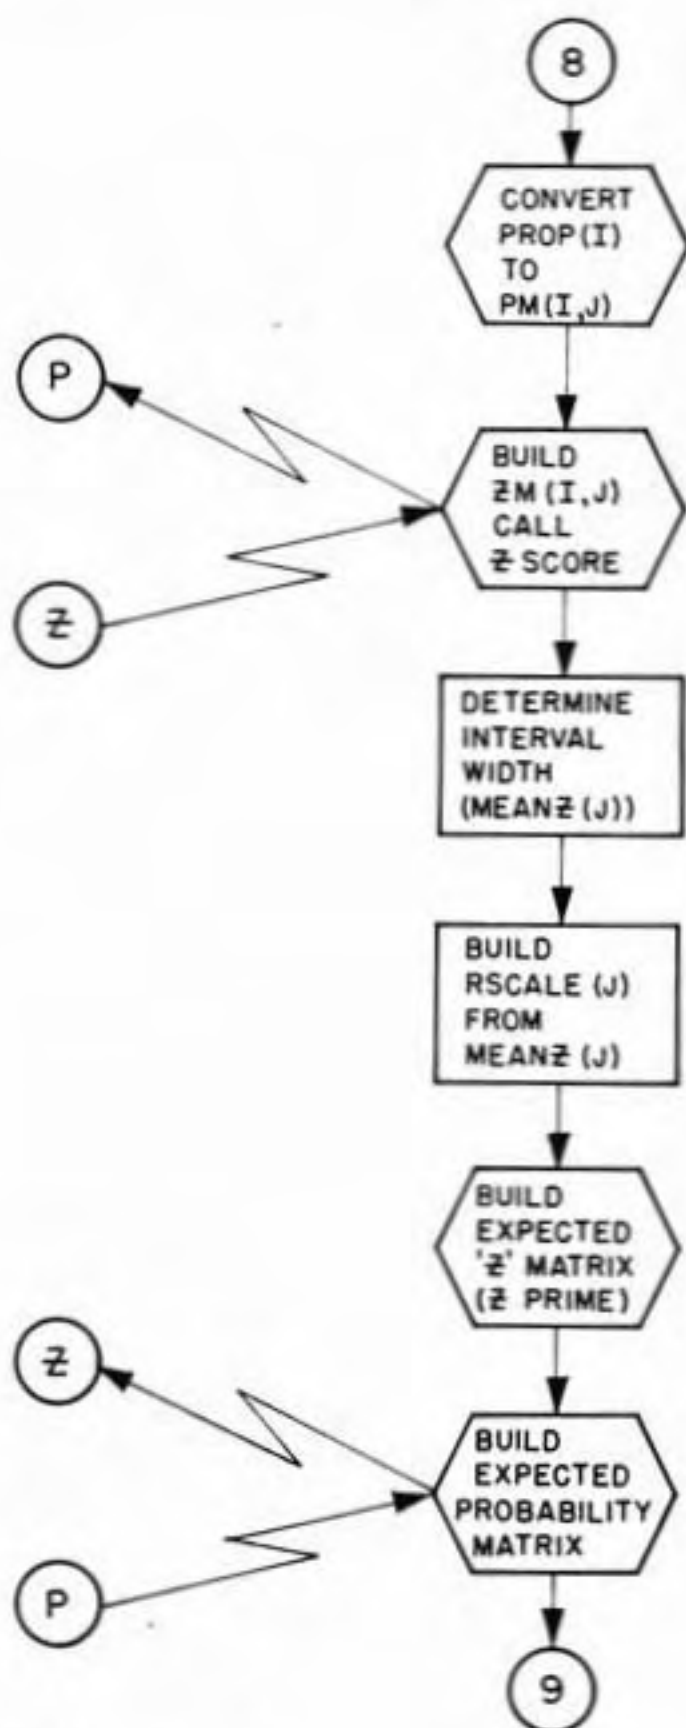 8
CONVERT
PROP(I)
TO
PM(I,J)
P
BUILD
ƵM(I,J)
CALL
Ƶ SCORE
Ƶ
DETERMINE
INTERVAL
WIDTH
(MEANƵ(J))
BUILD
RSCALE(J)
FROM
MEANƵ(J)
BUILD
EXPECTED
'Ƶ' MATRIX
(Ƶ PRIME)
Ƶ
BUILD
EXPECTED
PROBABILITY
MATRIX
P
9